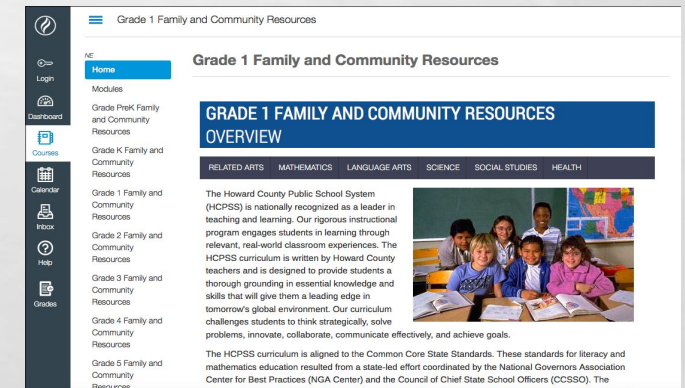 Grade 1 Family and Community Resources
Login
Dashboard
Courses
Calendar
Inbox
Help
Grades
NE
Home
Modules
Grade PreK Family
and Community
Resources
Grade K Family and
Community
Resources
Grade 1 Family and
Community
Resources
Grade 2 Family and
Community
Resources
Grade 3 Family and
Community
Resources
Grade 4 Family and
Community
Resources
Grade 5 Family and
Community
Resources
Grade 1 Family and Community Resources
GRADE 1 FAMILY AND COMMUNITY RESOURCES
OVERVIEW
RELATED ARTS MATHEMATICS LANGUAGE ARTS SCIENCE SOCIAL STUDIES HEALTH
The Howard County Public School System
(HCPSS) is nationally recognized as a leader in
teaching and learning. Our rigorous instructional
program engages students in learning through
relevant, real-world classroom experiences. The
HCPSS curriculum is written by Howard County
teachers and is designed to provide students a
thorough grounding in essential knowledge and
skills that will give them a leading edge in
tomorrow's global environment. Our curriculum
challenges students to think strategically, solve
problems, innovate, collaborate, communicate effectively, and achieve goals.
The HCPSS curriculum is aligned to the Common Core State Standards. These standards for literacy and
mathematics education resulted from a state-led effort coordinated by the National Governors Association
Center for Best Practices (NGA Center) and the Council of Chief State School Officers (CCSSO). The